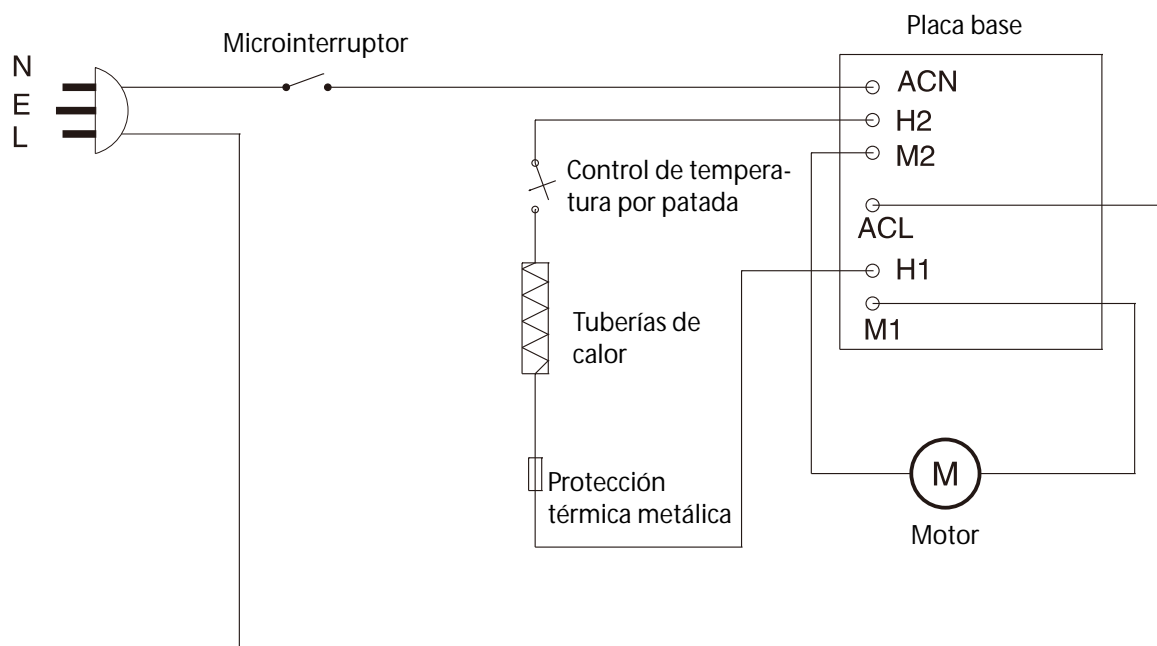 Placa base
Microinterruptor
N
E
L
ACN
H2
M2
Control de tempera-
tura por patada
ACL
H1
M1
Tuberías de
calor
Protección
térmica metálica
M
Motor